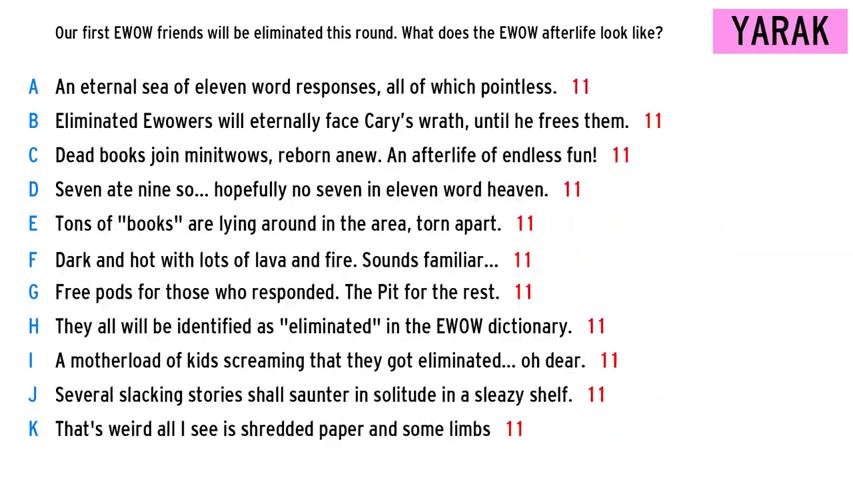 Our first EWOW friends will be eliminated this round. What does the EWOW afterlife look like?
YARAK
A An eternal sea of eleven word responses, all of which pointless. 11
B Eliminated Ewowers will eternally face Cary's wrath, until he frees them. 11
C Dead books join minitwows, reborn anew. An afterlife of endless fun! 11
D Seven ate nine so... hopefully no seven in eleven word heaven. 11
E Tons of "books" are lying around in the area, torn apart. 11
F Dark and hot with lots of lava and fire. Sounds familiar... 11
G Free pods for those who responded. The Pit for the rest. 11
H They all will be identified as "eliminated" in the EWOW dictionary. 11
I A motherload of kids screaming that they got eliminated... oh dear. 11
J Several slacking stories shall saunter in solitude in a sleazy shelf. 11
K That's weird all I see is shredded paper and some limbs 11